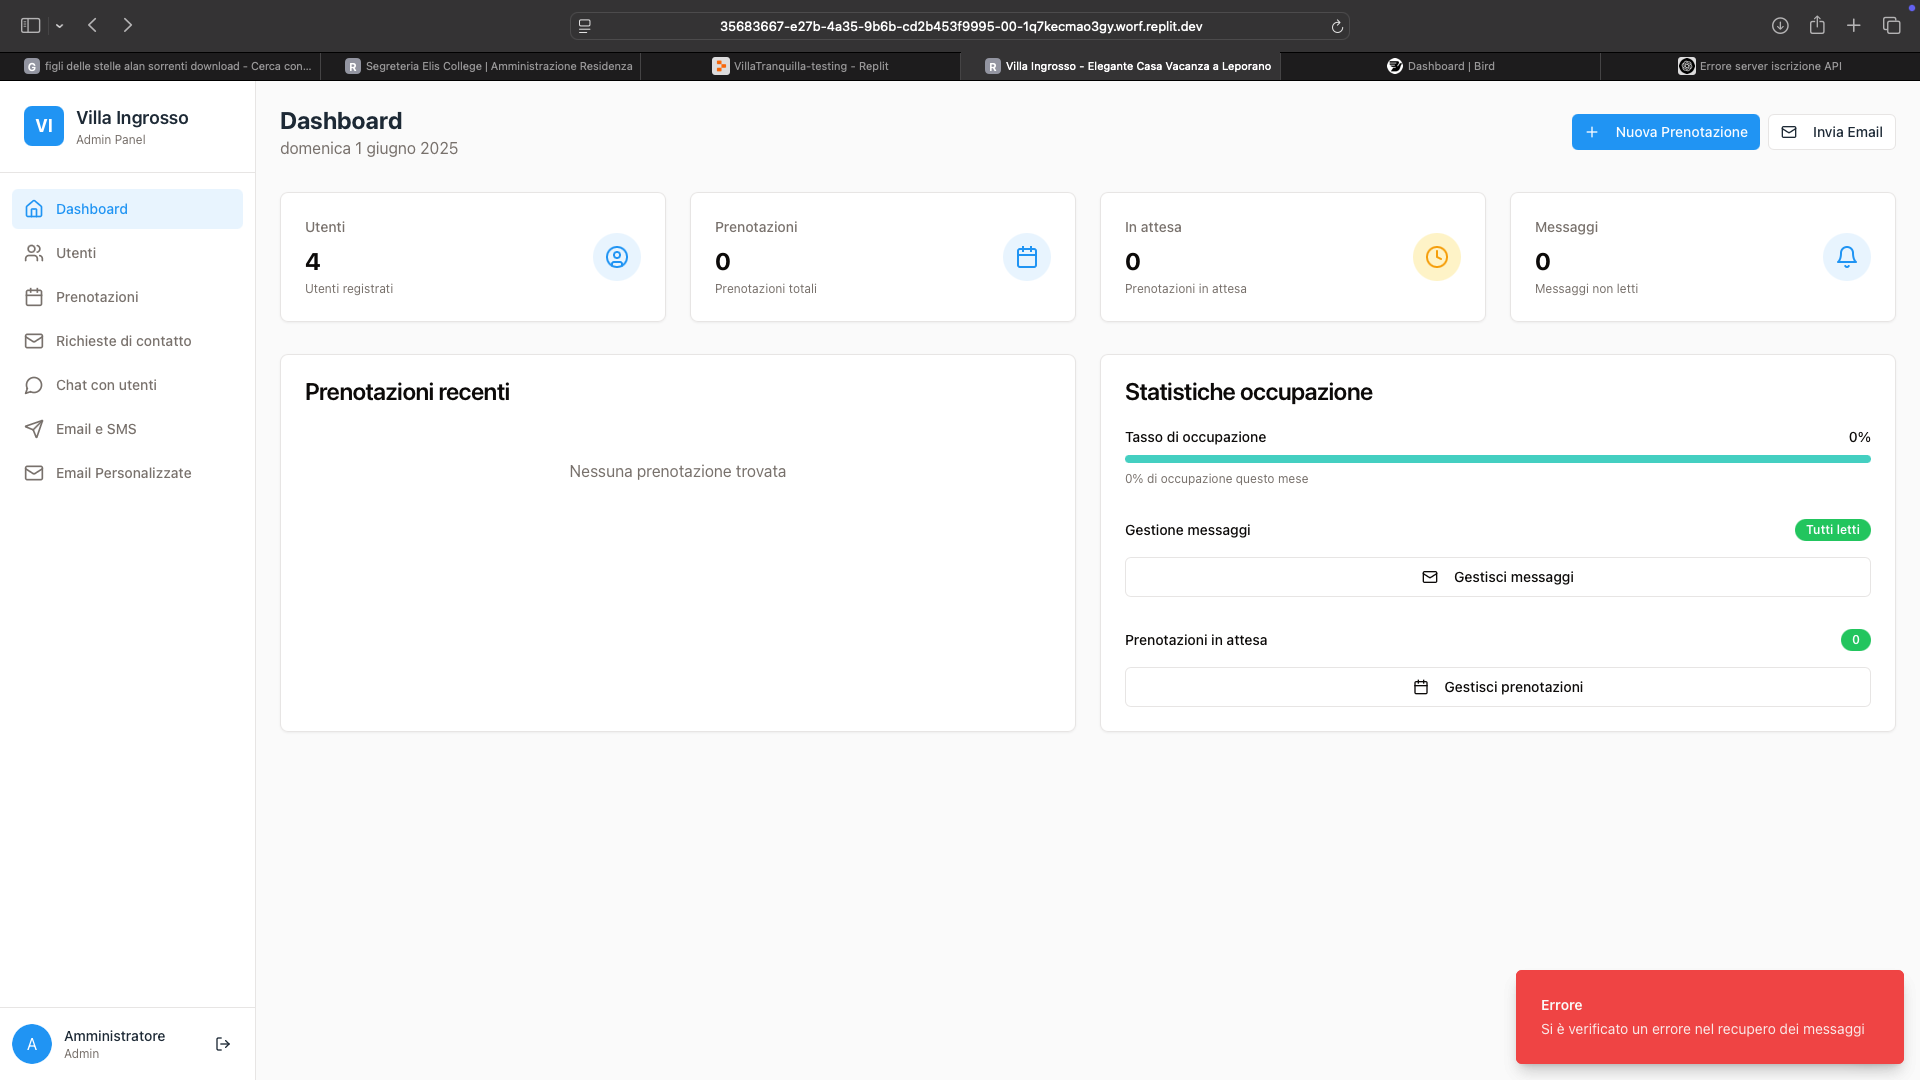 35683667-e27b-4a35-9b6b-cd2b453f9995-00-1q7kecmao3gy.worf.replit.dev
G figli delle stelle alan sorrenti download - Cerca con...
R Segreteria Elis College | Amministrazione Residenza
VillaTranquilla-testing - Replit
R Villa Ingrosso - Elegante Casa Vacanza a Leporano
Dashboard | Bird
Errore server iscrizione API
VI
Villa Ingrosso
Admin Panel
Dashboard
Utenti
Prenotazioni
Richieste di contatto
Chat con utenti
Email e SMS
Email Personalizzate
A
Amministratore
Admin
Dashboard
domenica 1 giugno 2025
Nuova Prenotazione
Invia Email
Utenti
4
Utenti registrati
Prenotazioni
0
Prenotazioni totali
In attesa
0
Prenotazioni in attesa
Messaggi
0
Messaggi non letti
Prenotazioni recenti
Nessuna prenotazione trovata
Statistiche occupazione
Tasso di occupazione 0%
0% di occupazione questo mese
Gestione messaggi Tutti letti
Gestisci messaggi
Prenotazioni in attesa 0
Gestisci prenotazioni
Errore
Si è verificato un errore nel recupero dei messaggi